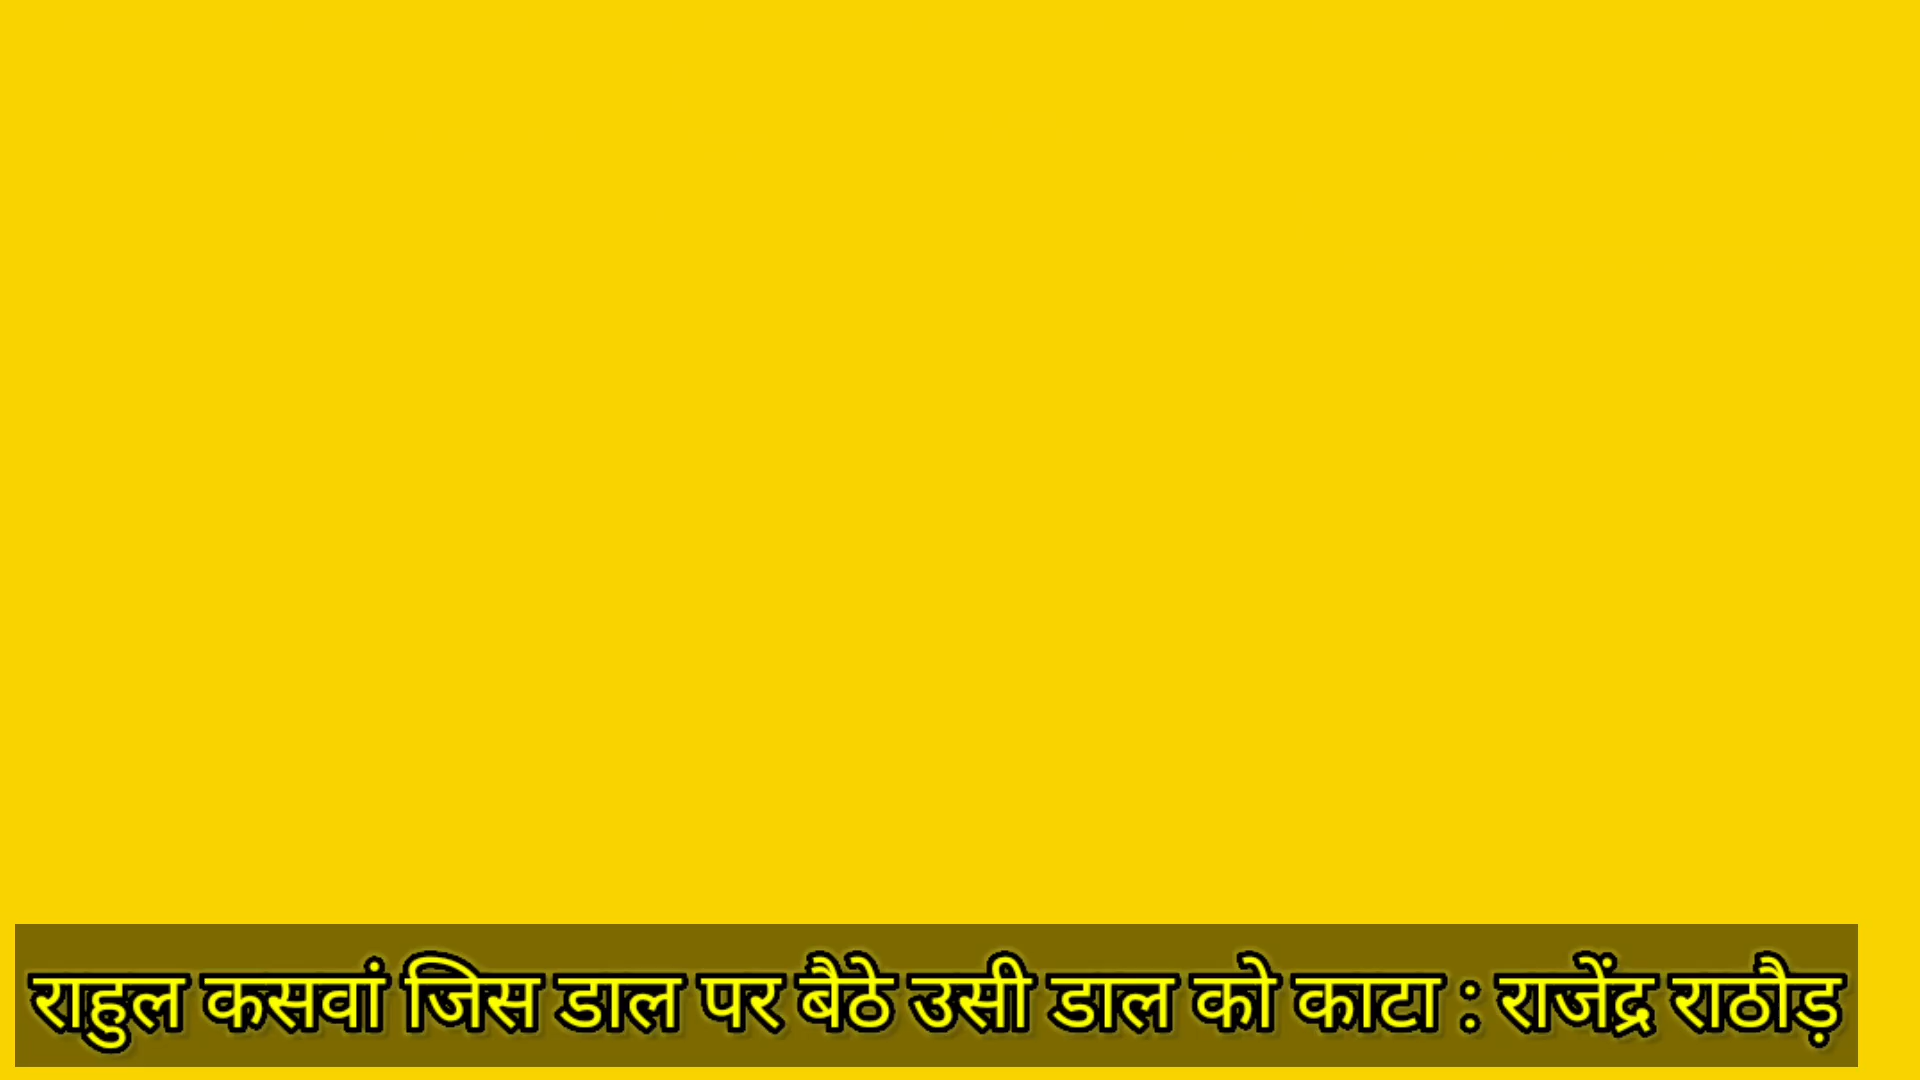 राहुल कसवां जिस डाल पर बैठे उसी डाल को काटा : राजेंद्र राठौड़